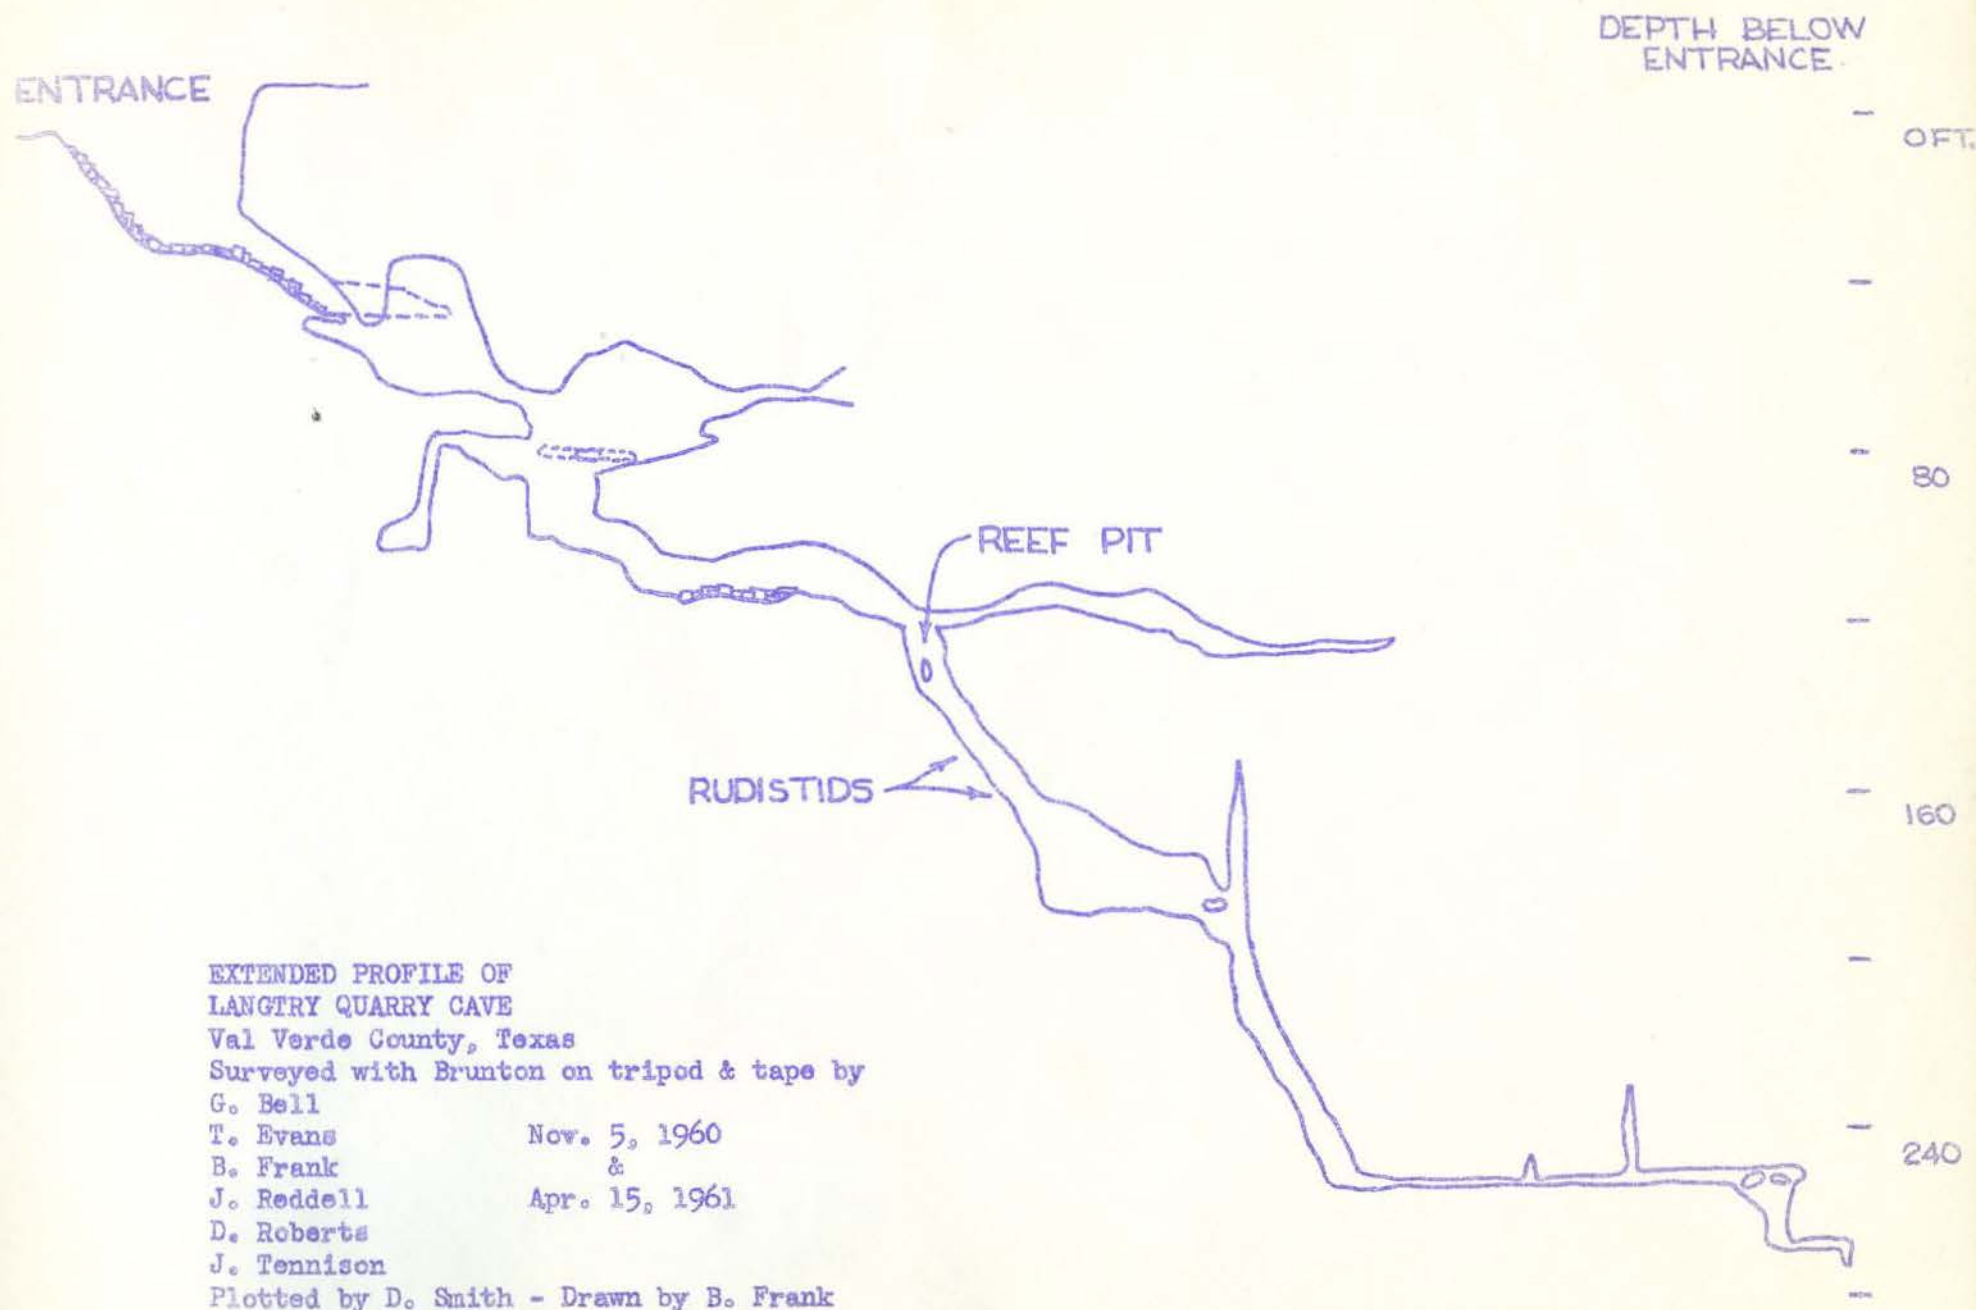 DEPTH BELOW
ENTRANCE
ENTRANCE
0 FT.
80
REEF PIT
RUDISTIDS
160
240
EXTENDED PROFILE OF
LANGTRY QUARRY CAVE
Val Verde County, Texas
Surveyed with Brunton on tripod & tape by
G. Bell
T. Evans Nov. 5, 1960
B. Frank &
J. Reddell Apr. 15, 1961
D. Roberts
J. Tennison
Plotted by D. Smith - Drawn by B. Frank